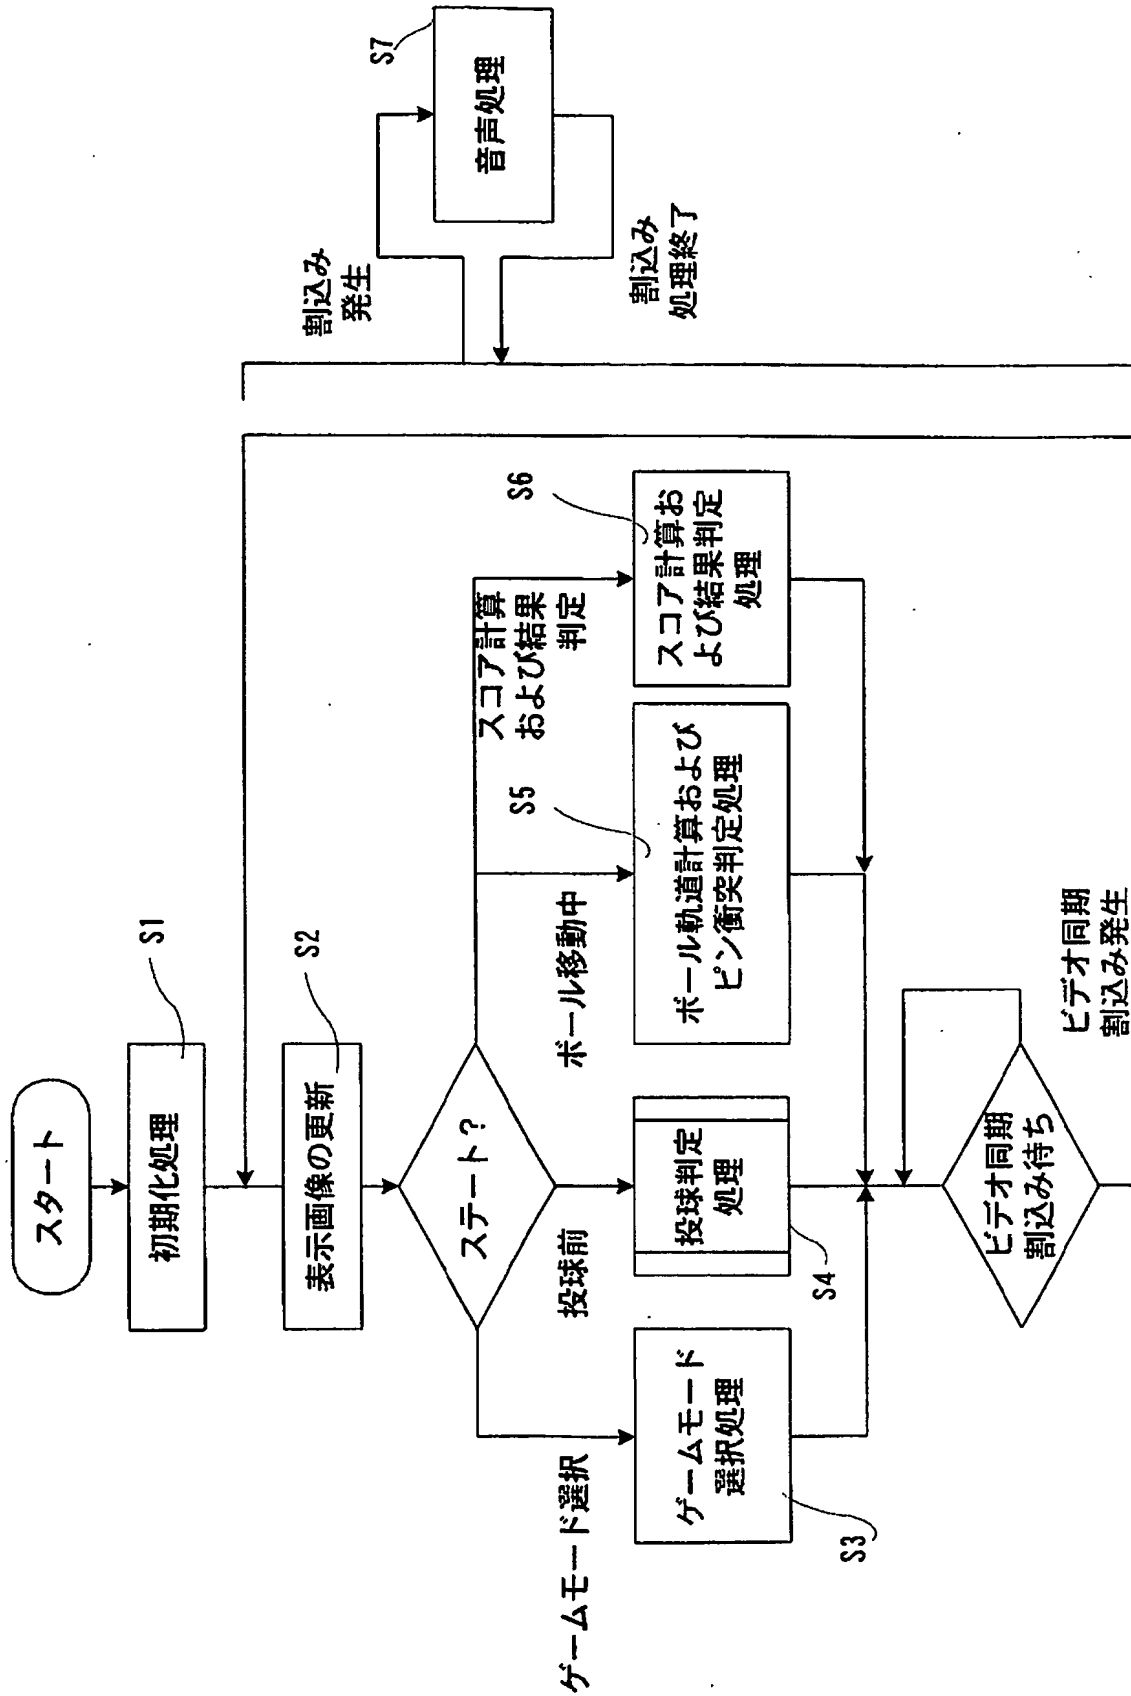 スタート
初期化処理
S1
表示画像の更新
S2
ステート？
ゲームモード選択
投球前
ボール移動中
スコア計算
および結果
判定
ゲームモード
選択処理
S3
投球判定
処理
S4
ボール軌道計算および
ピン衝突判定処理
S5
スコア計算お
よび結果判定
処理
S6
ビデオ同期
割込み待ち
ビデオ同期
割込み発生
割込み
発生
音声処理
S7
割込み
処理終了